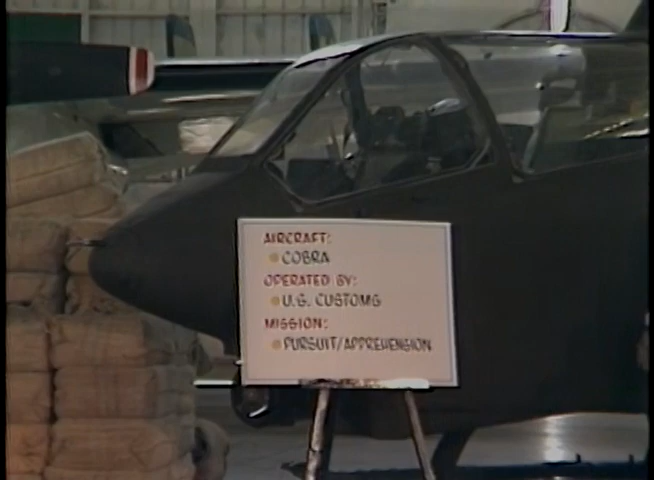 AIRCRAFT:
COBRA
OPERATED BY:
U.S. CUSTOMS
MISSION:
PURSUIT/APPREHENSION